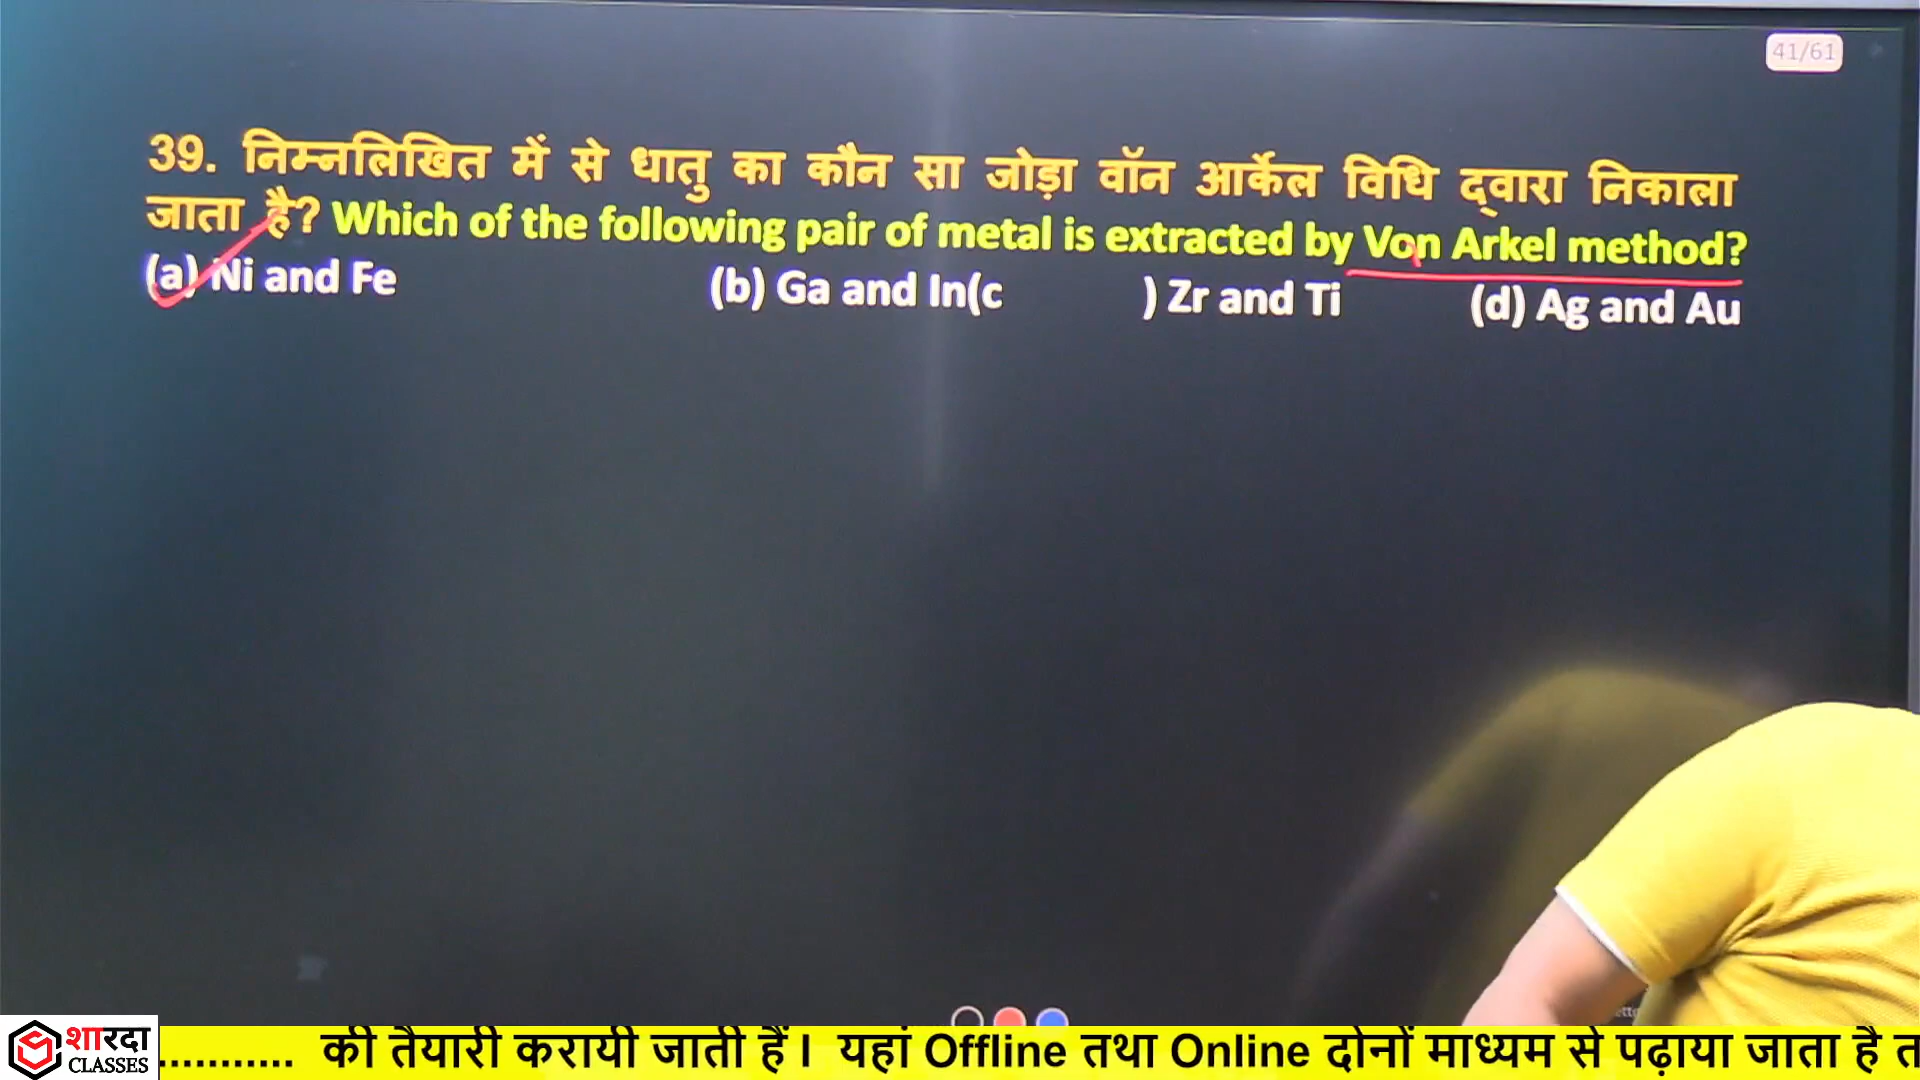 41/61
39. निम्नलिखित में से धातु का कौन सा जोड़ा वॉन आर्केल विधि द्वारा निकाला
जाता है? Which of the following pair of metal is extracted by Von Arkel method?
(a) Ni and Fe (b) Ga and In(c ) Zr and Ti (d) Ag and Au
शारदा
CLASSES
........... की तैयारी करायी जाती हैं l यहां Offline तथा Online दोनों माध्यम से पढ़ाया जाता है त